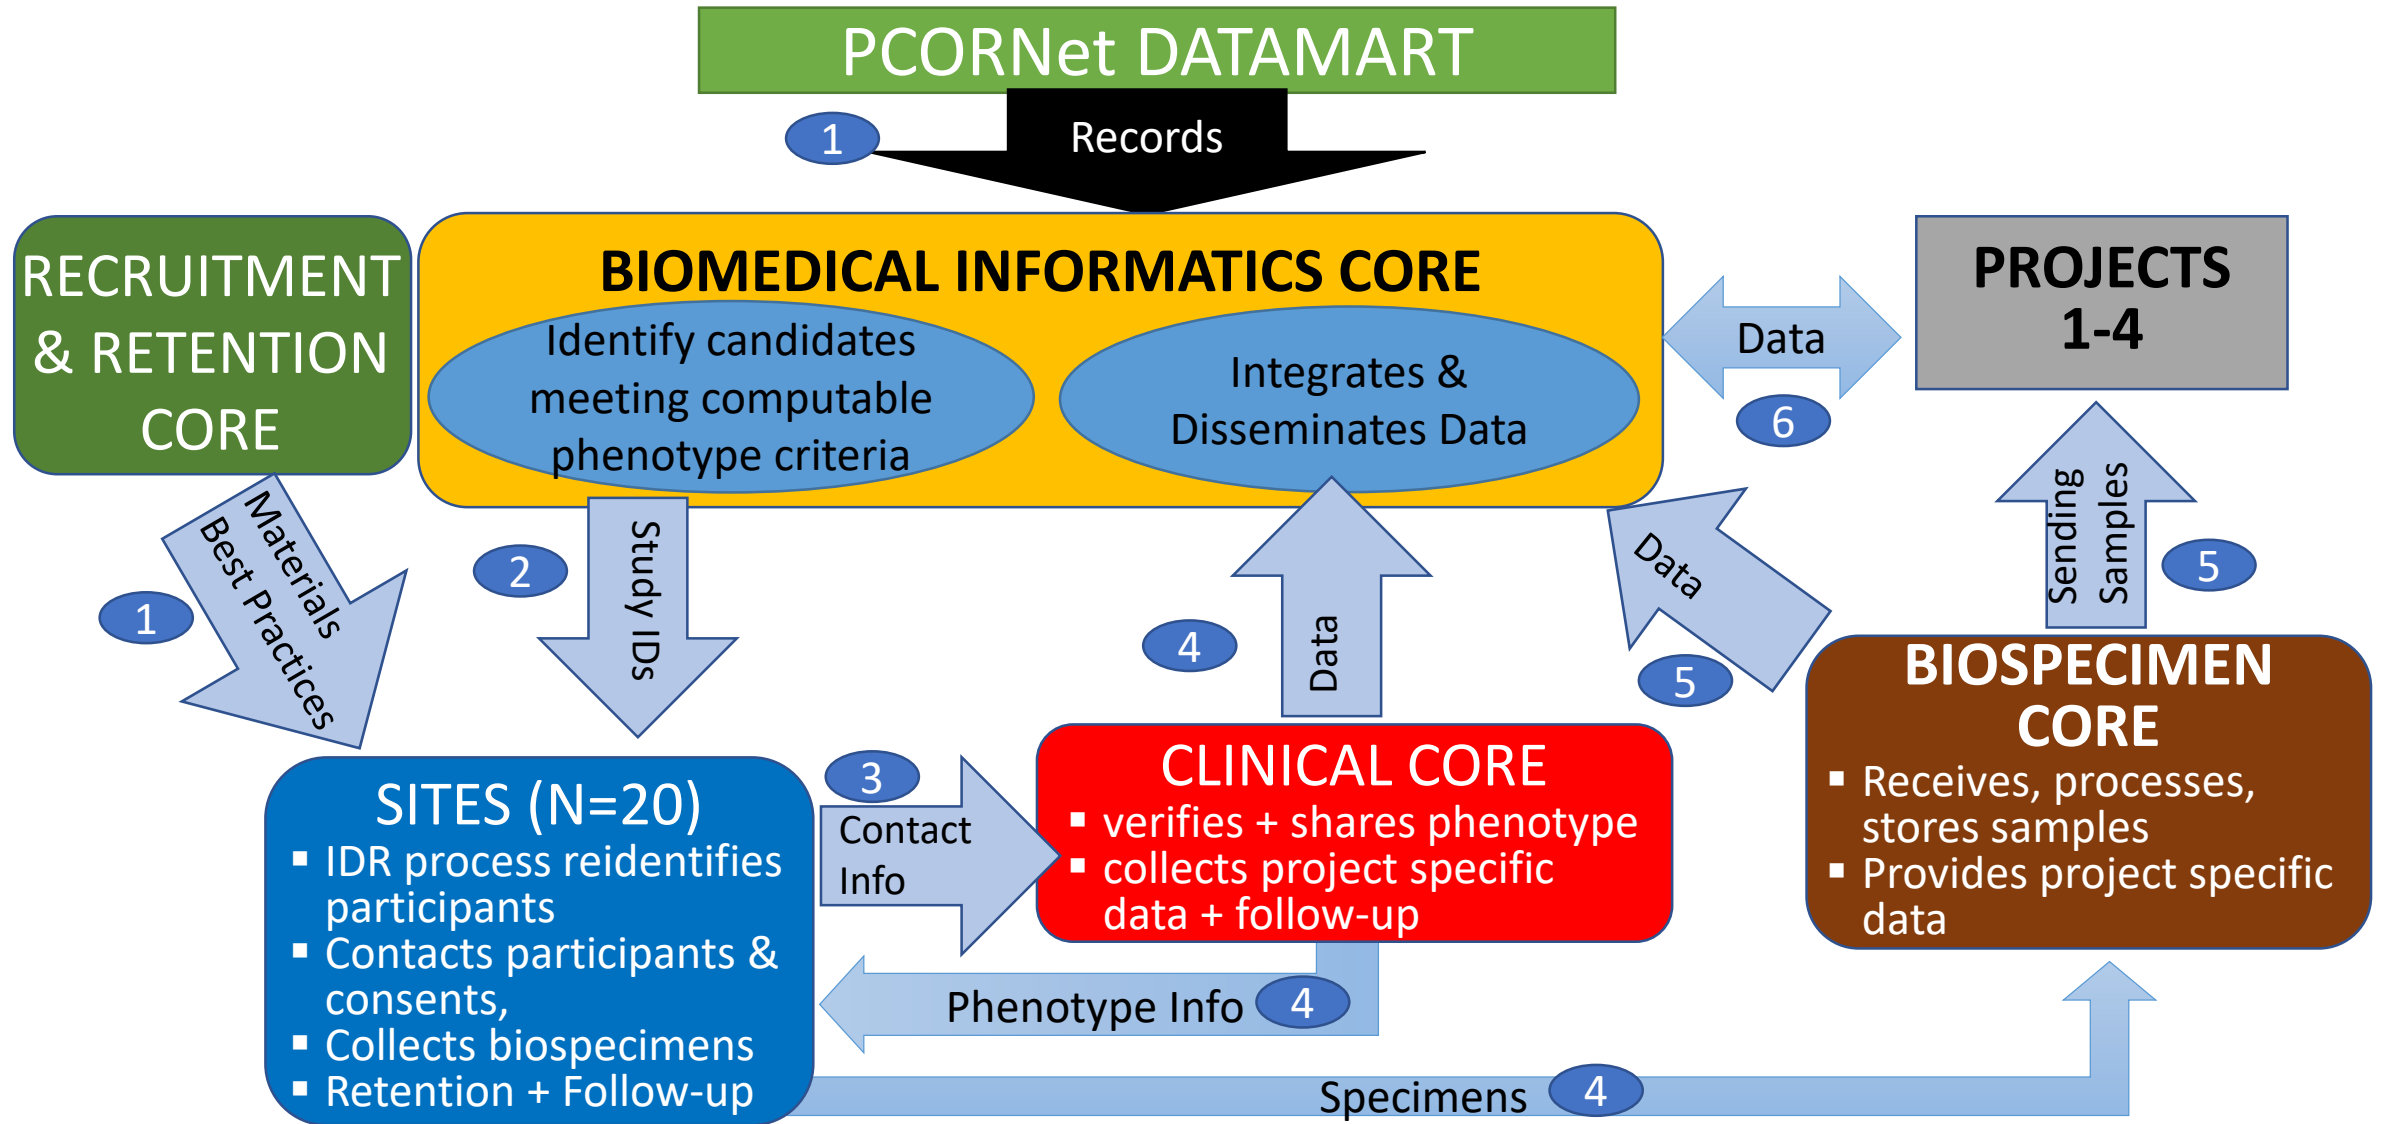 PCORNet DATAMART
1
Records
RECRUITMENT
& RETENTION
CORE
BIOMEDICAL INFORMATICS CORE
Identify candidates
meeting computable
phenotype criteria
Integrates &
Disseminates Data
Data
6
PROJECTS
1-4
Materials
Best Practices
1
2
Study IDs
4
Data
Data
5
Sending
Samples
5
SITES (N=20)
▪ IDR process reidentifies
participants
▪ Contacts participants &
consents,
▪ Collects biospecimens
▪ Retention + Follow-up
3
Contact
Info
CLINICAL CORE
▪ verifies + shares phenotype
▪ collects project specific
data + follow-up
BIOSPECIMEN
CORE
▪ Receives, processes,
stores samples
▪ Provides project specific
data
Phenotype Info
4
Specimens
4